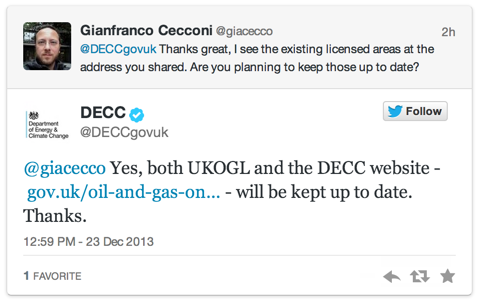 Gianfranco Cecconi @giacecco 2h
@DECCgovuk Thanks great, I see the existing licensed areas at the
address you shared. Are you planning to keep those up to date?
Department
of Energy &
Climate Change
DECC
@DECCgovuk
Follow
@giacecco Yes, both UKOGL and the DECC website -
gov.uk/oil-and-gas-on... - will be kept up to date.
Thanks.
12:59 PM - 23 Dec 2013
1 FAVORITE